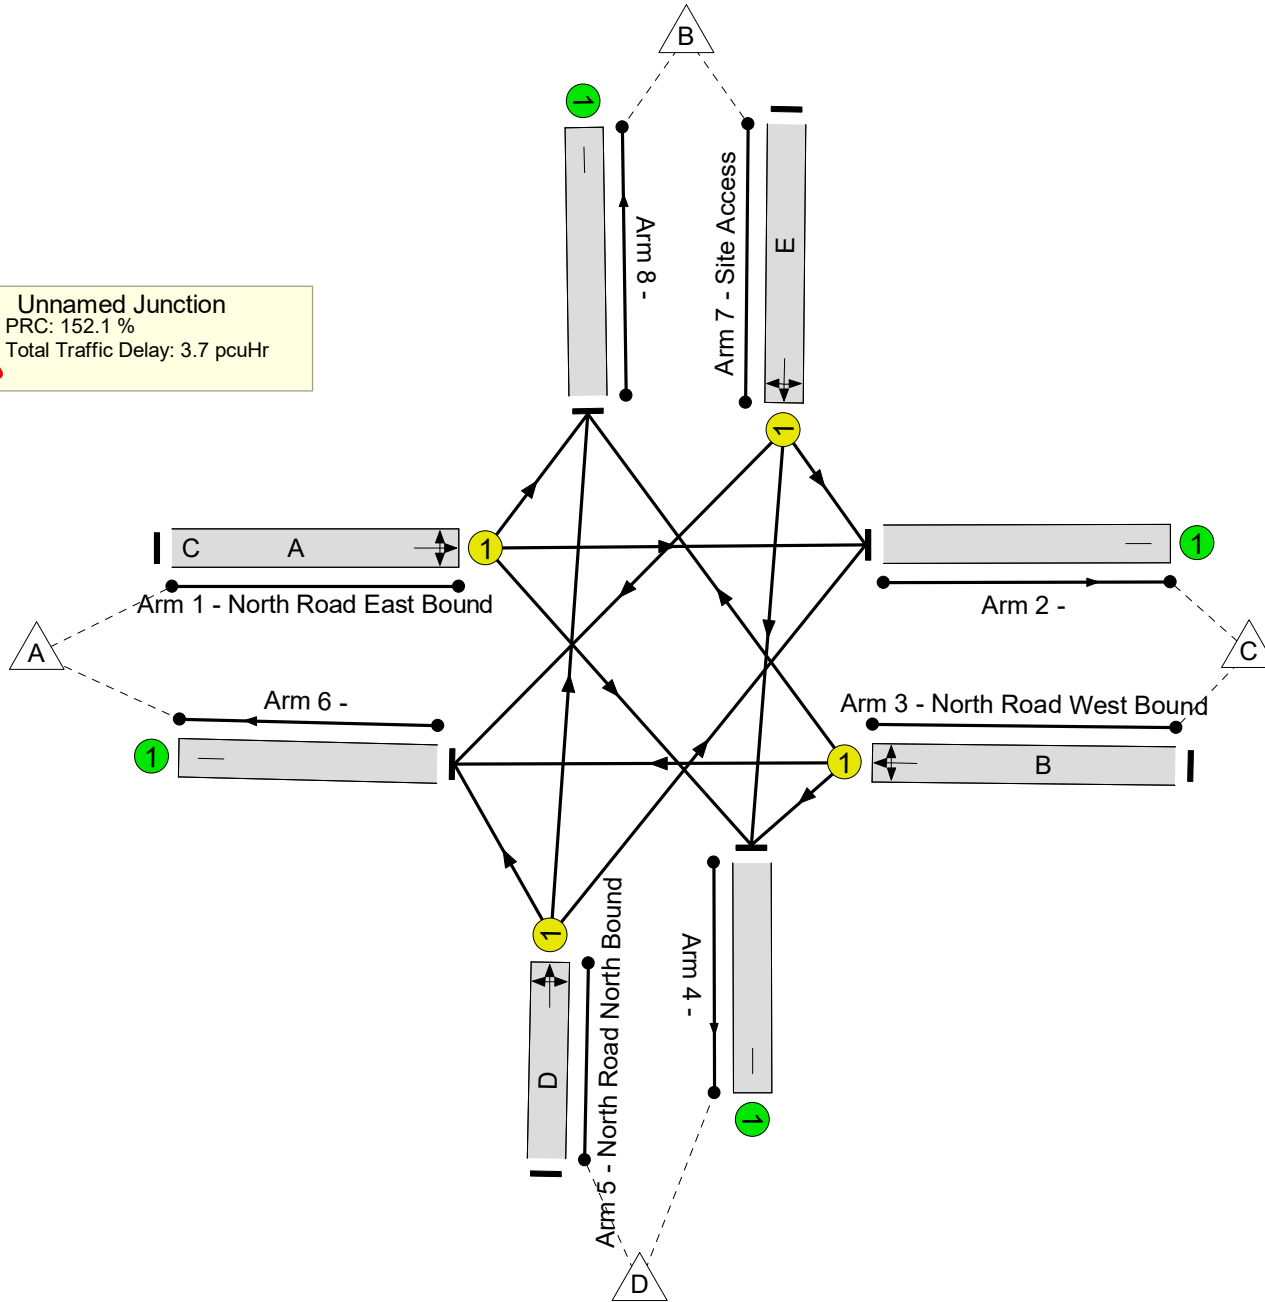 B
1
Arm 8 -
Arm 7 - Site Access
E
Unnamed Junction
PRC: 152.1 %
Total Traffic Delay: 3.7 pcuHr
1
C A
1
1
Arm 1 - North Road East Bound
Arm 2 -
A
C
Arm 6 -
Arm 3 - North Road West Bound
1
1
B
1
Arm 5 - North Road North Bound
Arm 4 -
D
1
D